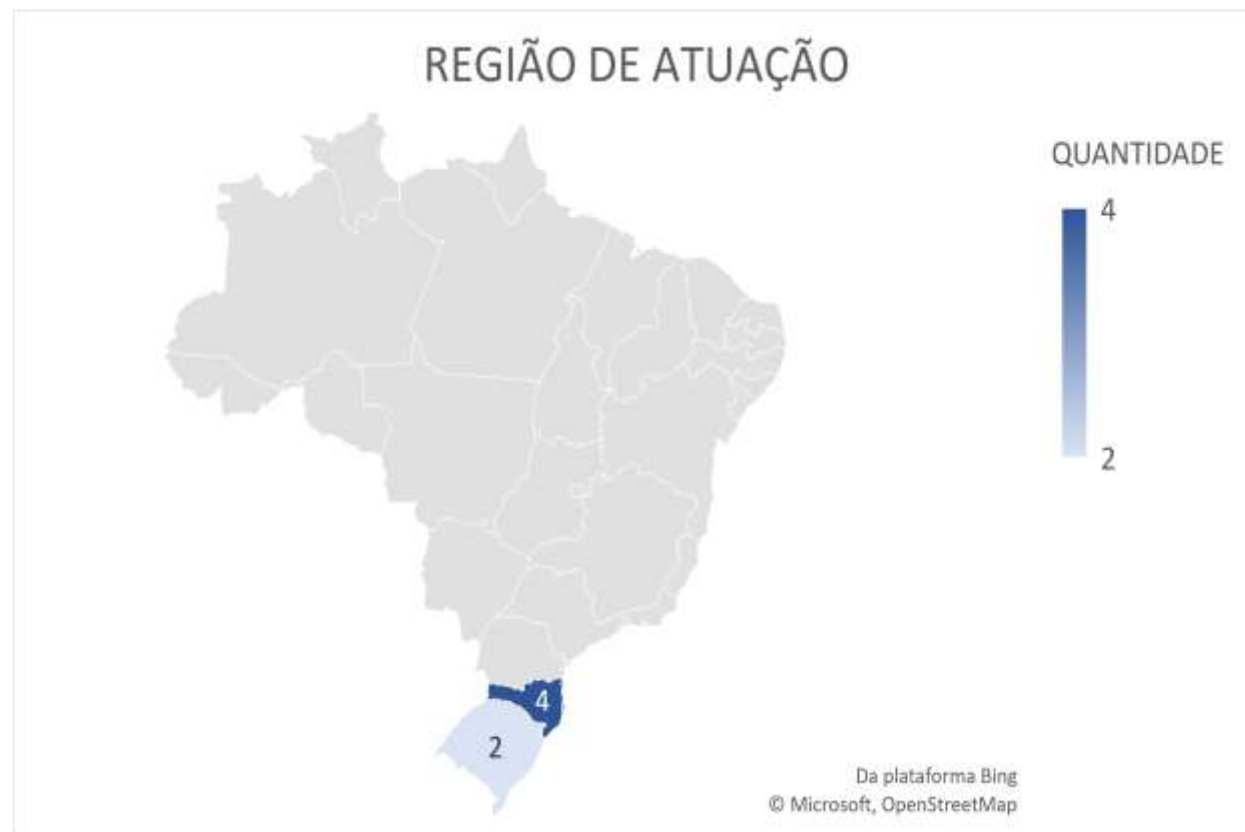 REGIÃO DE ATUAÇÃO
QUANTIDADE
4
2
4
2
Da plataforma Bing
© Microsoft, OpenStreetMap